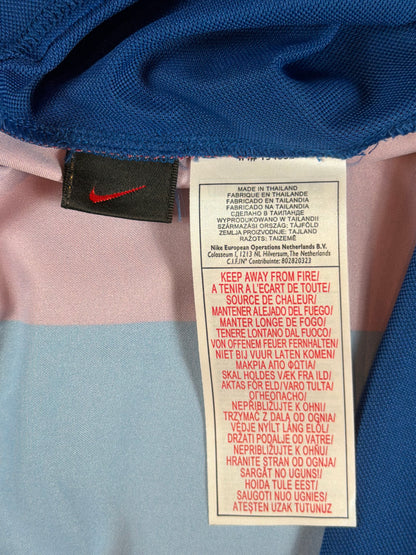 MADE IN THAILAND
FABRIQUE EN THAILANDE
FABRICADO EN TAILANDIA
FABRICADO NA TAILANDIA
СДЕЛАНО В ТАИЛАНДЕ
WYPRODUKOWANO W TAILANDII
SZÁRMAZÁSI ORSZÁG: TÁJFÖLD
ZEMLJA PROIZVODNJE: TAJLAND
RAŽOTS: TAIZEMĒ
Nike European Operations Netherlands B.V.
Colosseum 1, 1213 NL Hilversum, The Netherlands
C.I.F./N° Contribuinte: 802820323
KEEP AWAY FROM FIRE/
A TENIR A L'ECART DE TOUTE/
SOURCE DE CHALEUR/
MANTENER ALEJADO DEL FUEGO/
MANTER LONGE DE FOGO/
TENERE LONTANO DAL FUOCO/
VON OFFENEM FEUER FERNHALTEN/
NIET BIJ VUUR LATEN KOMEN/
ΜΑΚΡΙΑ ΑΠΟ ΦΩΤΙΑ/
SKAL HOLDES VÆK FRA ILD/
AKTAS FÖR ELD/VARO TULTA/
ОГНЕОПАСНО/
NEPŘIBLIŽUJTE K OHNI/
TRZYMAĆ Z DALA OD OGNIA/
VEDGE NYÍLT LÁNG ELŐL/
DRŽATI PODALJE OD VATRE/
NEPRIBLIŽUJTE K OHŇU/
HRANITE STRAN OD OGNJA/
SARGĀT NO UGUNS!/
HOIDA TULE EEST/
SAUGOTI NUO UGNIES/
ATEŞTEN UZAK TUTUNUZ